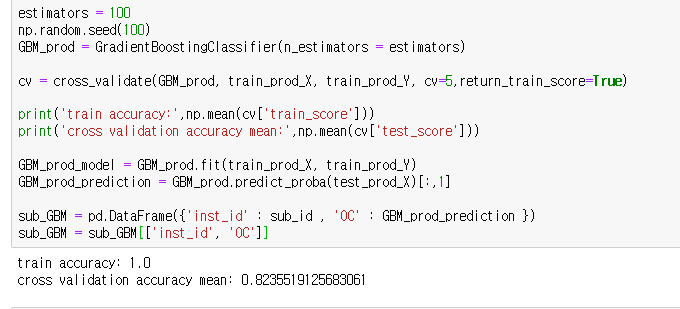 estimators = 100
np.random.seed(100)
GBM_prod = GradientBoostingClassifier(n_estimators = estimators)
cv = cross_validate(GBM_prod, train_prod_X, train_prod_Y, cv=5,return_train_score=True)
print('train accuracy:',np.mean(cv['train_score']))
print('cross validation accuracy mean:',np.mean(cv['test_score']))
GBM_prod_model = GBM_prod.fit(train_prod_X, train_prod_Y)
GBM_prod_prediction = GBM_prod.predict_proba(test_prod_X)[:,1]
sub_GBM = pd.DataFrame({'inst_id' : sub_id , 'OC' : GBM_prod_prediction })
sub_GBM = sub_GBM[['inst_id', 'OC']]
train accuracy: 1.0
cross validation accuracy mean: 0.8235519125683061